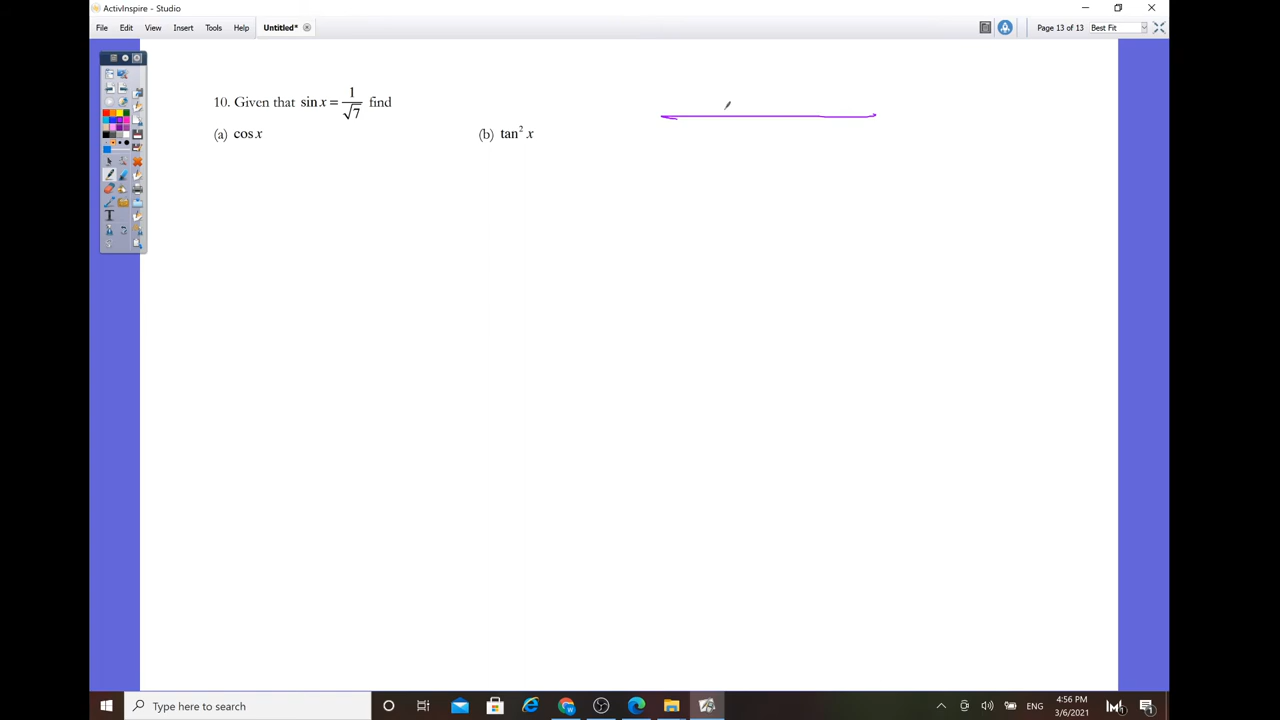 ActivInspire - Studio
File Edit View Insert Tools Help Untitled* Page 13 of 13 Best Fit
10. Given that sin x = 1/√7 find
(a) cos x (b) tan² x
T
Type here to search
ENG
4:56 PM
3/6/2021